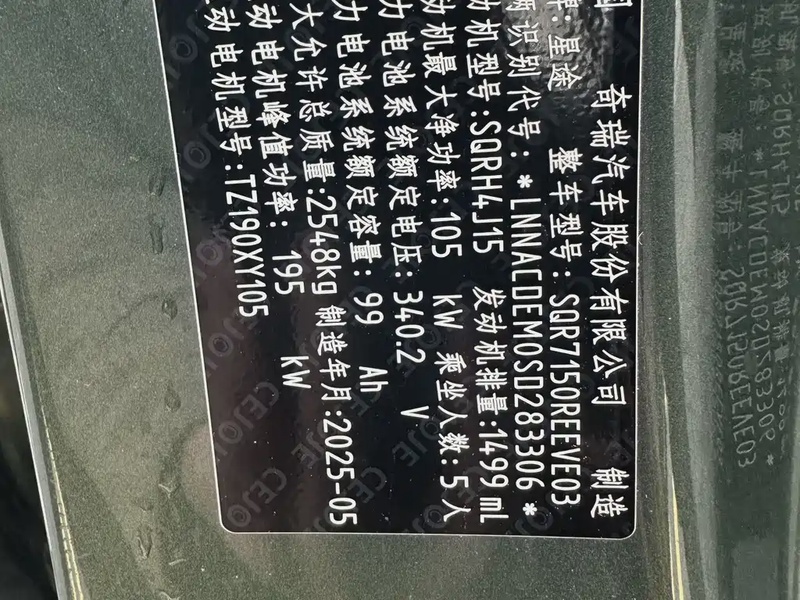 奇瑞汽车股份有限公司 制造
牌:星途 整车型号:SQR7150REEVE03
辆识别代号:*LNNACDEM0SD283306*
动机型号:SQRH4J15 发动机排量:1499 mL
动机最大净功率:105 kW 乘坐人数:5人
力电池系统额定电压:340.2 V
力电池系统额定容量:99 Ah
大允许总质量:2548kg 制造年月:2025-05
动电机峰值功率:195 kW
动电机型号:TZ190XY105